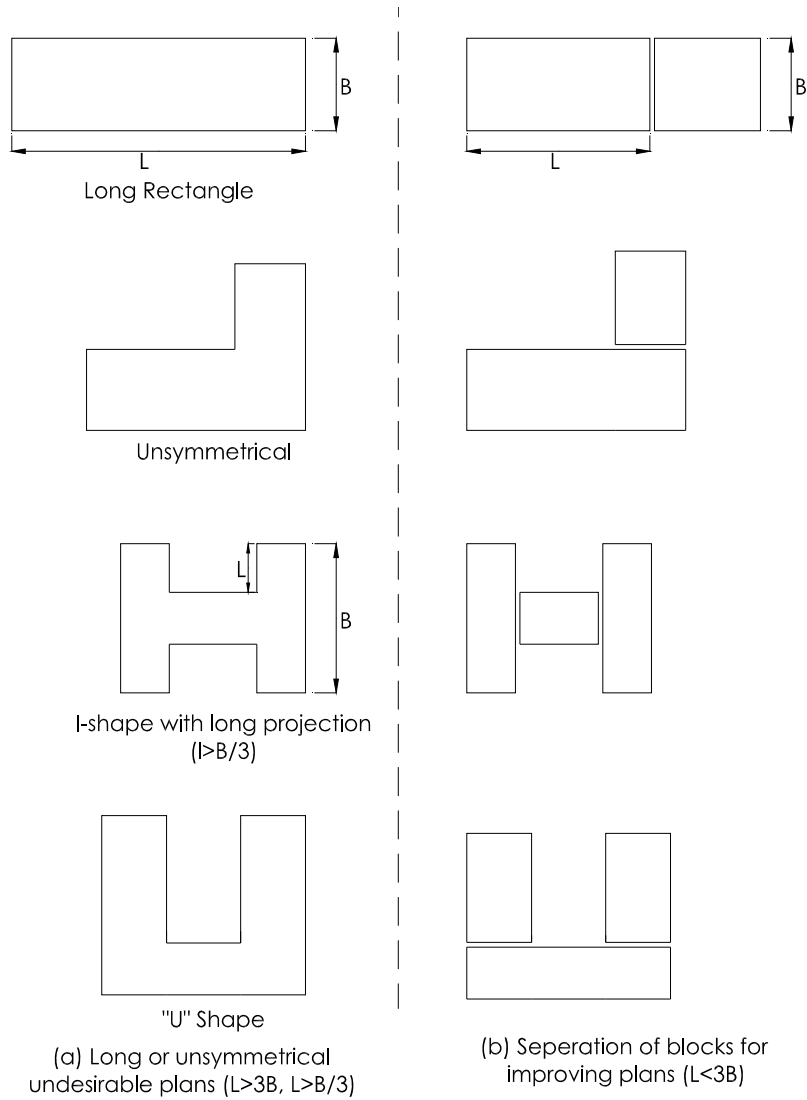 B
L
Long Rectangle
B
L
Unsymmetrical
L
B
I-shape with long projection
(l>B/3)
"U" Shape
(a) Long or unsymmetrical
undesirable plans (L>3B, L>B/3)
(b) Seperation of blocks for
improving plans (L<3B)